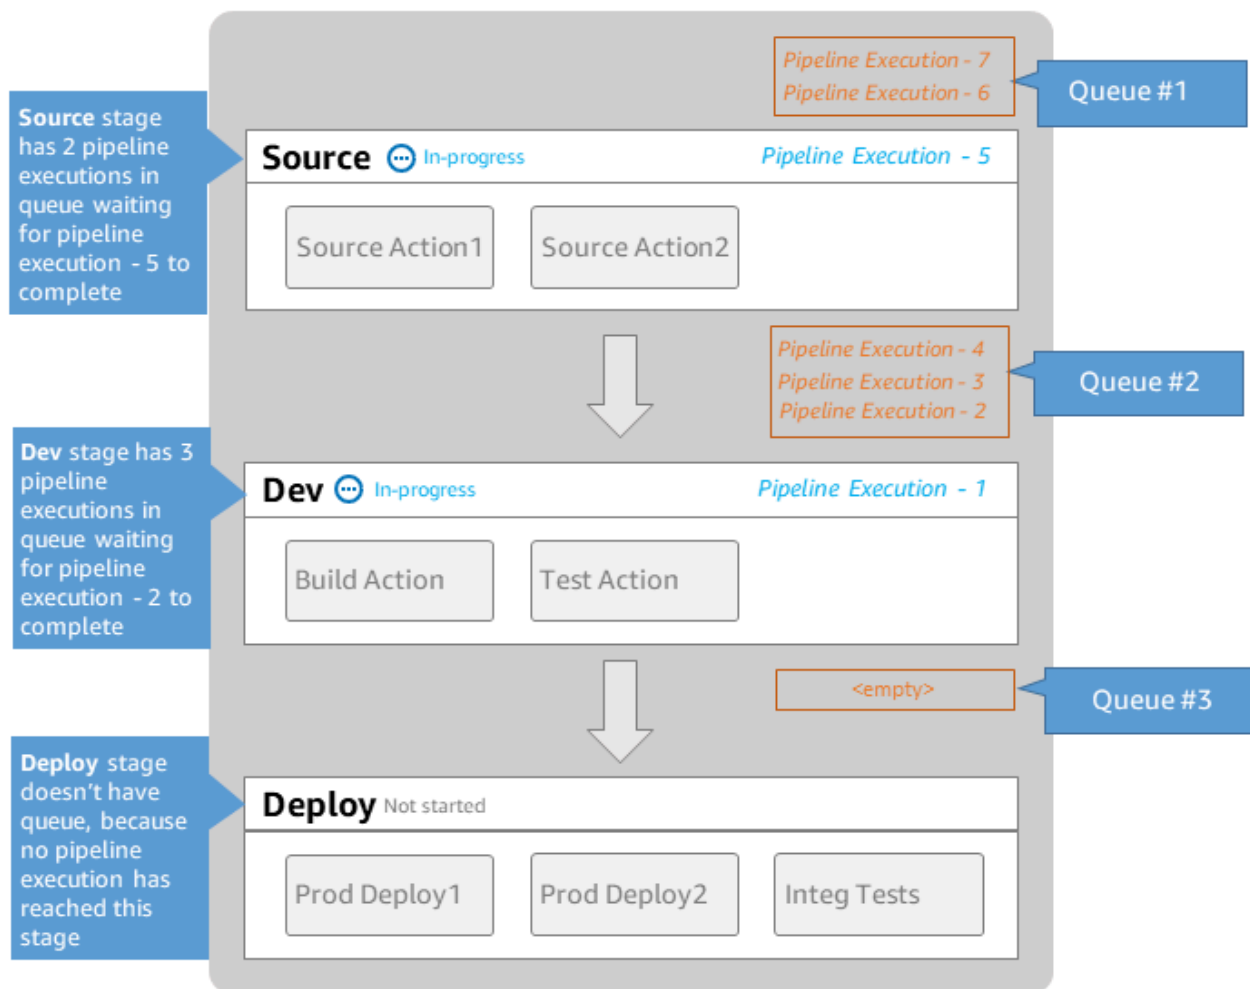 Pipeline Execution - 7
Pipeline Execution - 6
Queue #1
Source stage
has 2 pipeline
executions in
queue waiting
for pipeline
execution - 5 to
complete
Source In-progress Pipeline Execution - 5
Source Action1 Source Action2
Pipeline Execution - 4
Pipeline Execution - 3
Pipeline Execution - 2
Queue #2
Dev stage has 3
pipeline
executions in
queue waiting
for pipeline
execution - 2 to
complete
Dev In-progress Pipeline Execution - 1
Build Action Test Action
<empty>
Queue #3
Deploy stage
doesn't have
queue, because
no pipeline
execution has
reached this
stage
Deploy Not started
Prod Deploy1 Prod Deploy2 Integ Tests